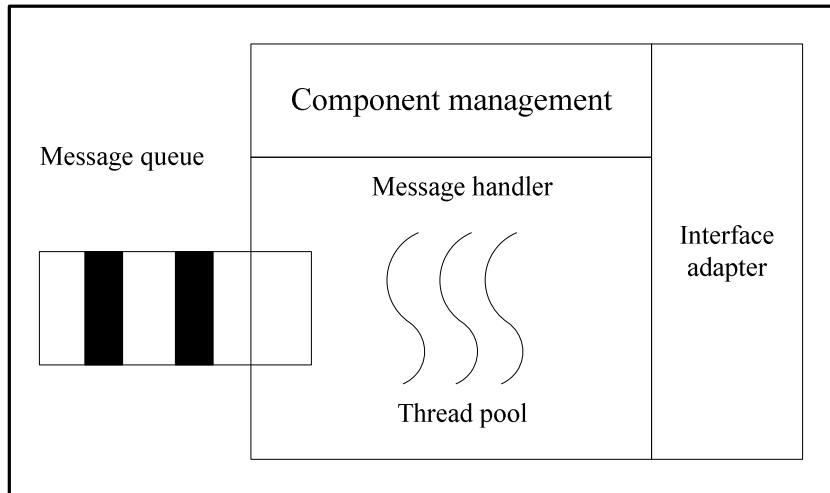 Component management
Message queue
Message handler
Interface
adapter
Thread pool